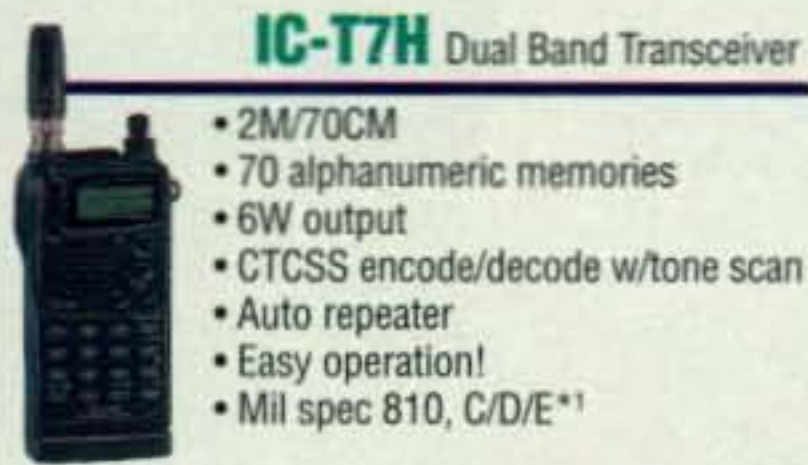 IC-T7H Dual Band Transceiver
• 2M/70CM
• 70 alphanumeric memories
• 6W output
• CTCSS encode/decode w/tone scan
• Auto repeater
• Easy operation!
• Mil spec 810, C/D/E*1